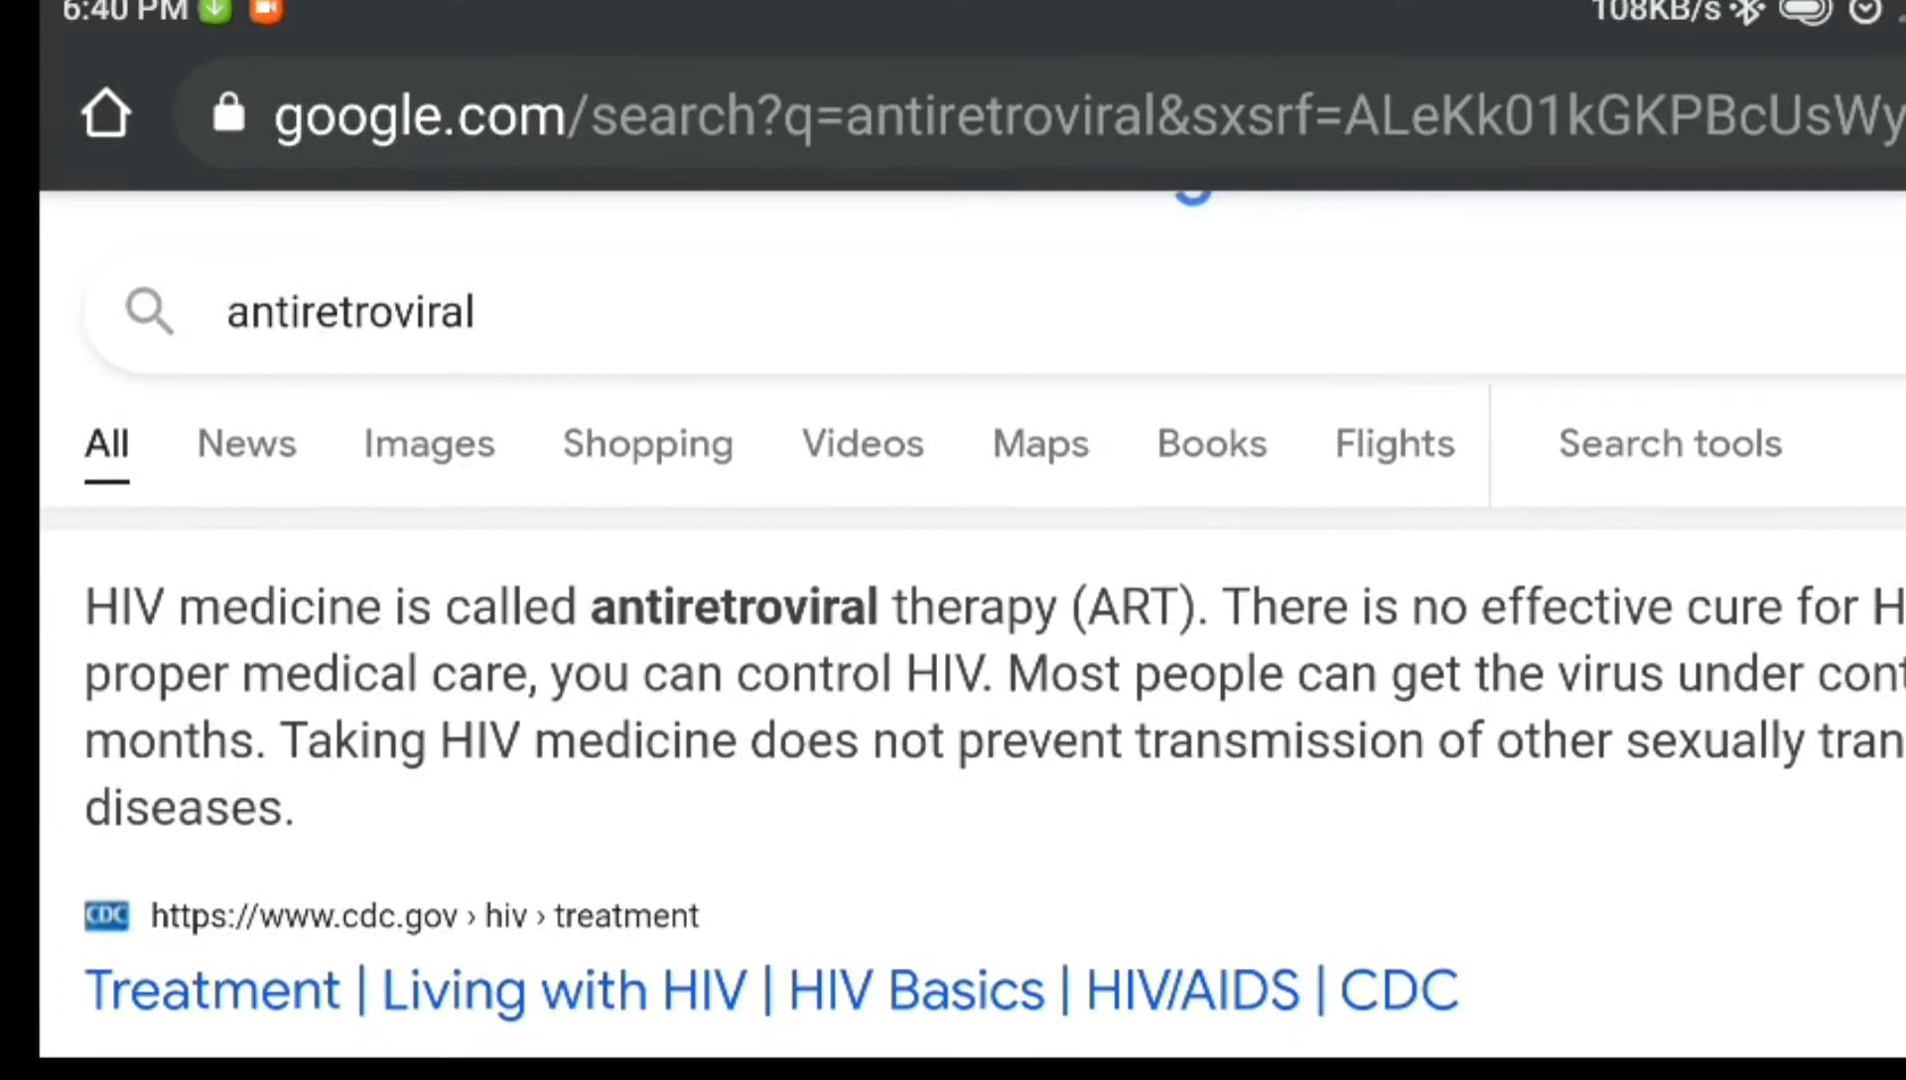 6:40 PM 108KB/s
google.com/search?q=antiretroviral&sxsrf=ALeKk01kGKPBcUsWy
antiretroviral
All News Images Shopping Videos Maps Books Flights Search tools
HIV medicine is called antiretroviral therapy (ART). There is no effective cure for H
proper medical care, you can control HIV. Most people can get the virus under cont
months. Taking HIV medicine does not prevent transmission of other sexually tran
diseases.
CDC https://www.cdc.gov › hiv › treatment
Treatment | Living with HIV | HIV Basics | HIV/AIDS | CDC